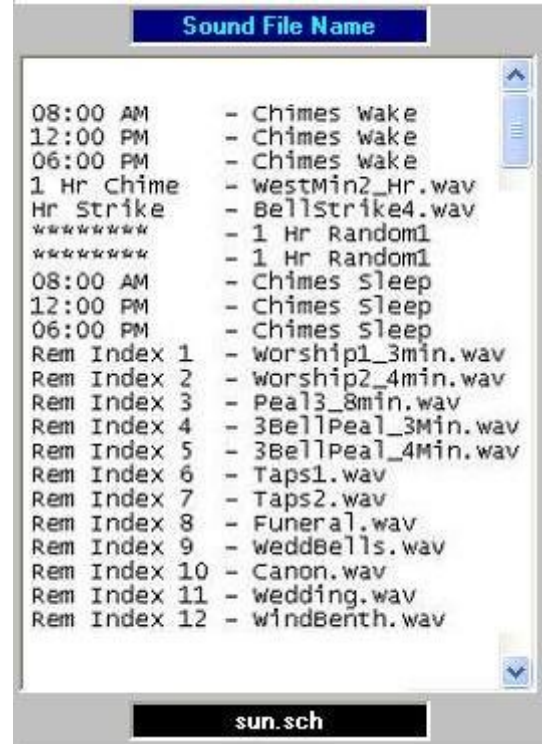 Sound File Name
08:00 AM - Chimes Wake
12:00 PM - Chimes Wake
06:00 PM - Chimes Wake
1 Hr Chime - WestMin2_Hr.wav
Hr Strike - BellStrike4.wav
******** - 1 Hr Random1
******** - 1 Hr Random1
08:00 AM - Chimes Sleep
12:00 PM - Chimes Sleep
06:00 PM - Chimes Sleep
Rem Index 1 - Worship1_3min.wav
Rem Index 2 - Worship2_4min.wav
Rem Index 3 - Peal3_8min.wav
Rem Index 4 - 3BellPeal_3Min.wav
Rem Index 5 - 3BellPeal_4Min.wav
Rem Index 6 - Taps1.wav
Rem Index 7 - Taps2.wav
Rem Index 8 - Funeral.wav
Rem Index 9 - WeddBells.wav
Rem Index 10 - Canon.wav
Rem Index 11 - Wedding.wav
Rem Index 12 - WindBenth.wav
sun.sch